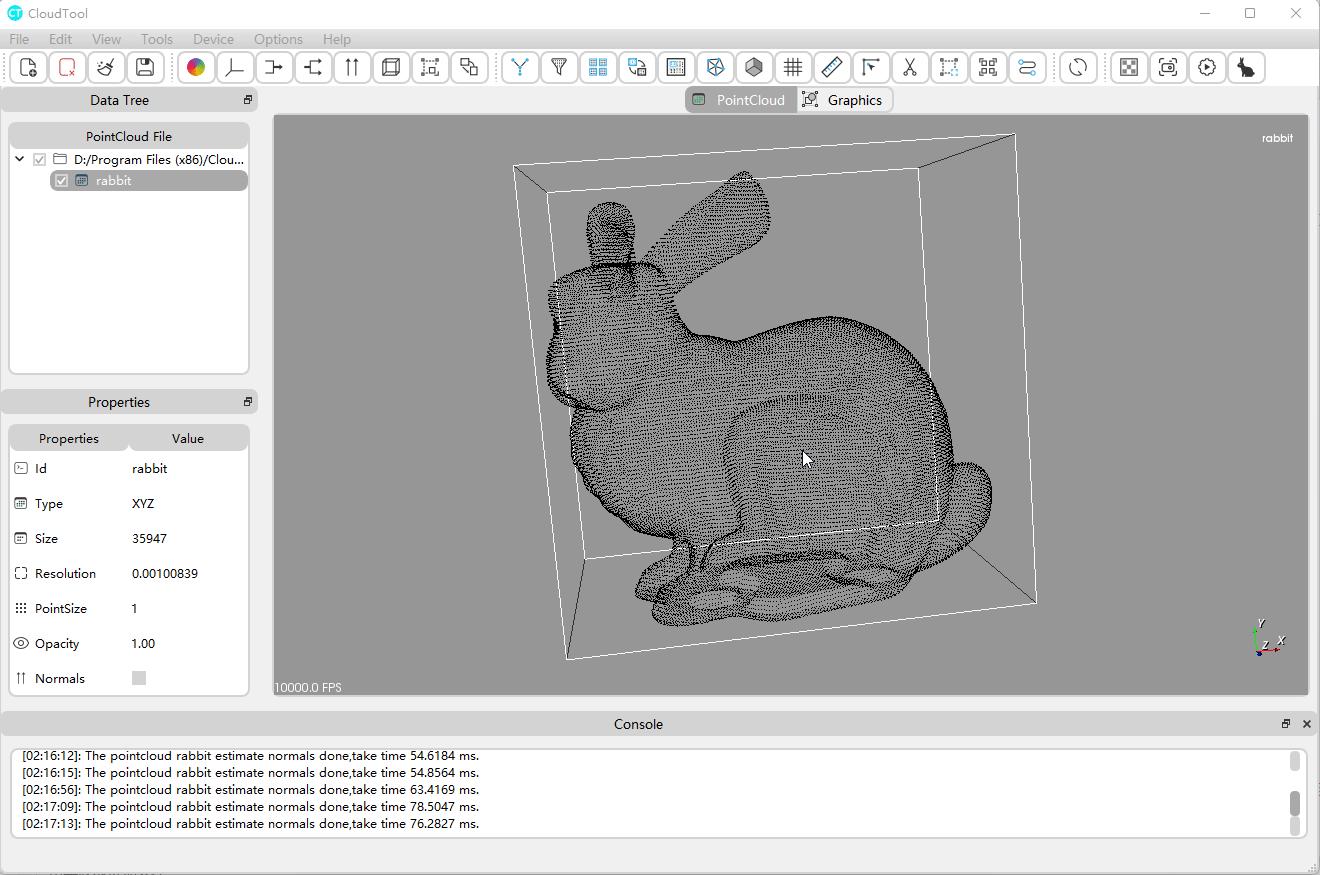 CT CloudTool
File Edit View Tools Device Options Help
Data Tree
PointCloud Graphics
PointCloud File
D:/Program Files (x86)/Clou...
rabbit
rabbit
Properties
Properties Value
Id rabbit
Type XYZ
Size 35947
Resolution 0.00100839
PointSize 1
Opacity 1.00
Normals
Y
X
Z
10000.0 FPS
Console
[02:16:12]: The pointcloud rabbit estimate normals done,take time 54.6184 ms.
[02:16:15]: The pointcloud rabbit estimate normals done,take time 54.8564 ms.
[02:16:56]: The pointcloud rabbit estimate normals done,take time 63.4169 ms.
[02:17:09]: The pointcloud rabbit estimate normals done,take time 78.5047 ms.
[02:17:13]: The pointcloud rabbit estimate normals done,take time 76.2827 ms.